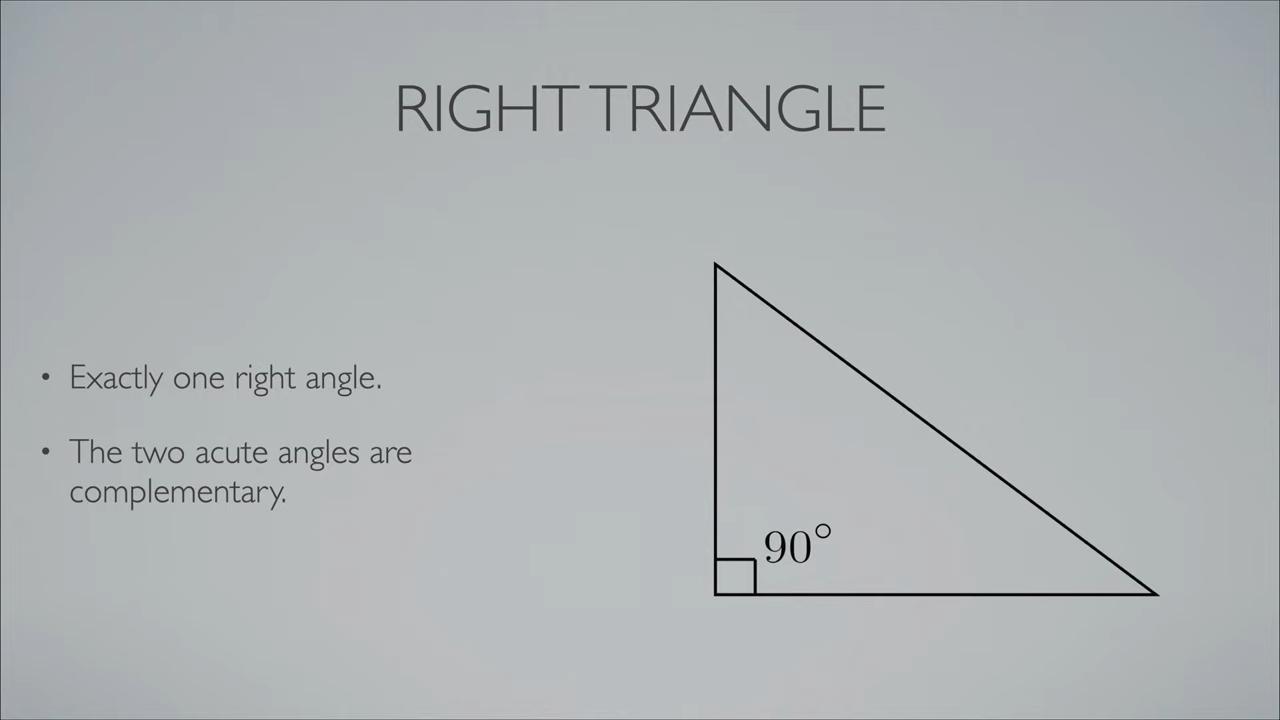 RIGHT TRIANGLE
• Exactly one right angle.
• The two acute angles are
complementary.
90°